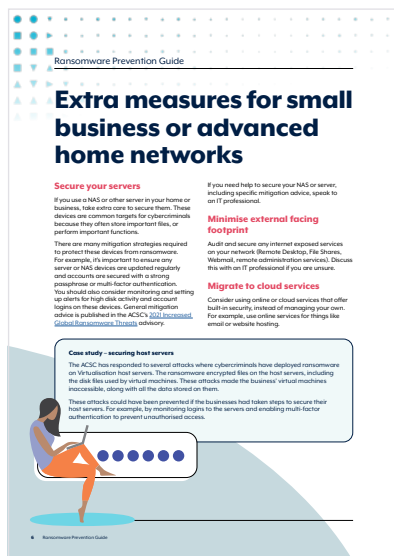 Ransomware Prevention Guide
Extra measures for small
business or advanced
home networks
Secure your servers
If you use a NAS or other server in your home or
business, take extra care to secure them. These
devices are common targets for cybercriminals
because they often store important files, or
perform important functions.
There are many mitigation strategies required
to protect these devices from ransomware.
For example, it's important to ensure any
server or NAS devices are updated regularly
and accounts are secured with a strong
passphrase or multi-factor authentication.
You should also consider monitoring and setting
up alerts for high disk activity and account
logins on these devices. General mitigation
advice is published in the ACSC's 2021 Increased
Global Ransomware Threats advisory.
If you need help to secure your NAS or server,
including specific mitigation advice, speak to
an IT professional.
Minimise external facing
footprint
Audit and secure any internet exposed services
on your network (Remote Desktop, File Shares,
Webmail, remote administration services). Discuss
this with an IT professional if you are unsure.
Migrate to cloud services
Consider using online or cloud services that offer
built-in security, instead of managing your own.
For example, use online services for things like
email or website hosting.
Case study – securing host servers
The ACSC has responded to several attacks where cybercriminals have deployed ransomware
on Virtualisation host servers. The ransomware encrypted files on the host servers, including
the disk files used by virtual machines. These attacks made the business' virtual machines
inaccessible, along with all the data stored on them.
These attacks could have been prevented if the businesses had taken steps to secure their
host servers. For example, by monitoring logins to the servers and enabling multi-factor
authentication to prevent unauthorised access.
6 Ransomware Prevention Guide